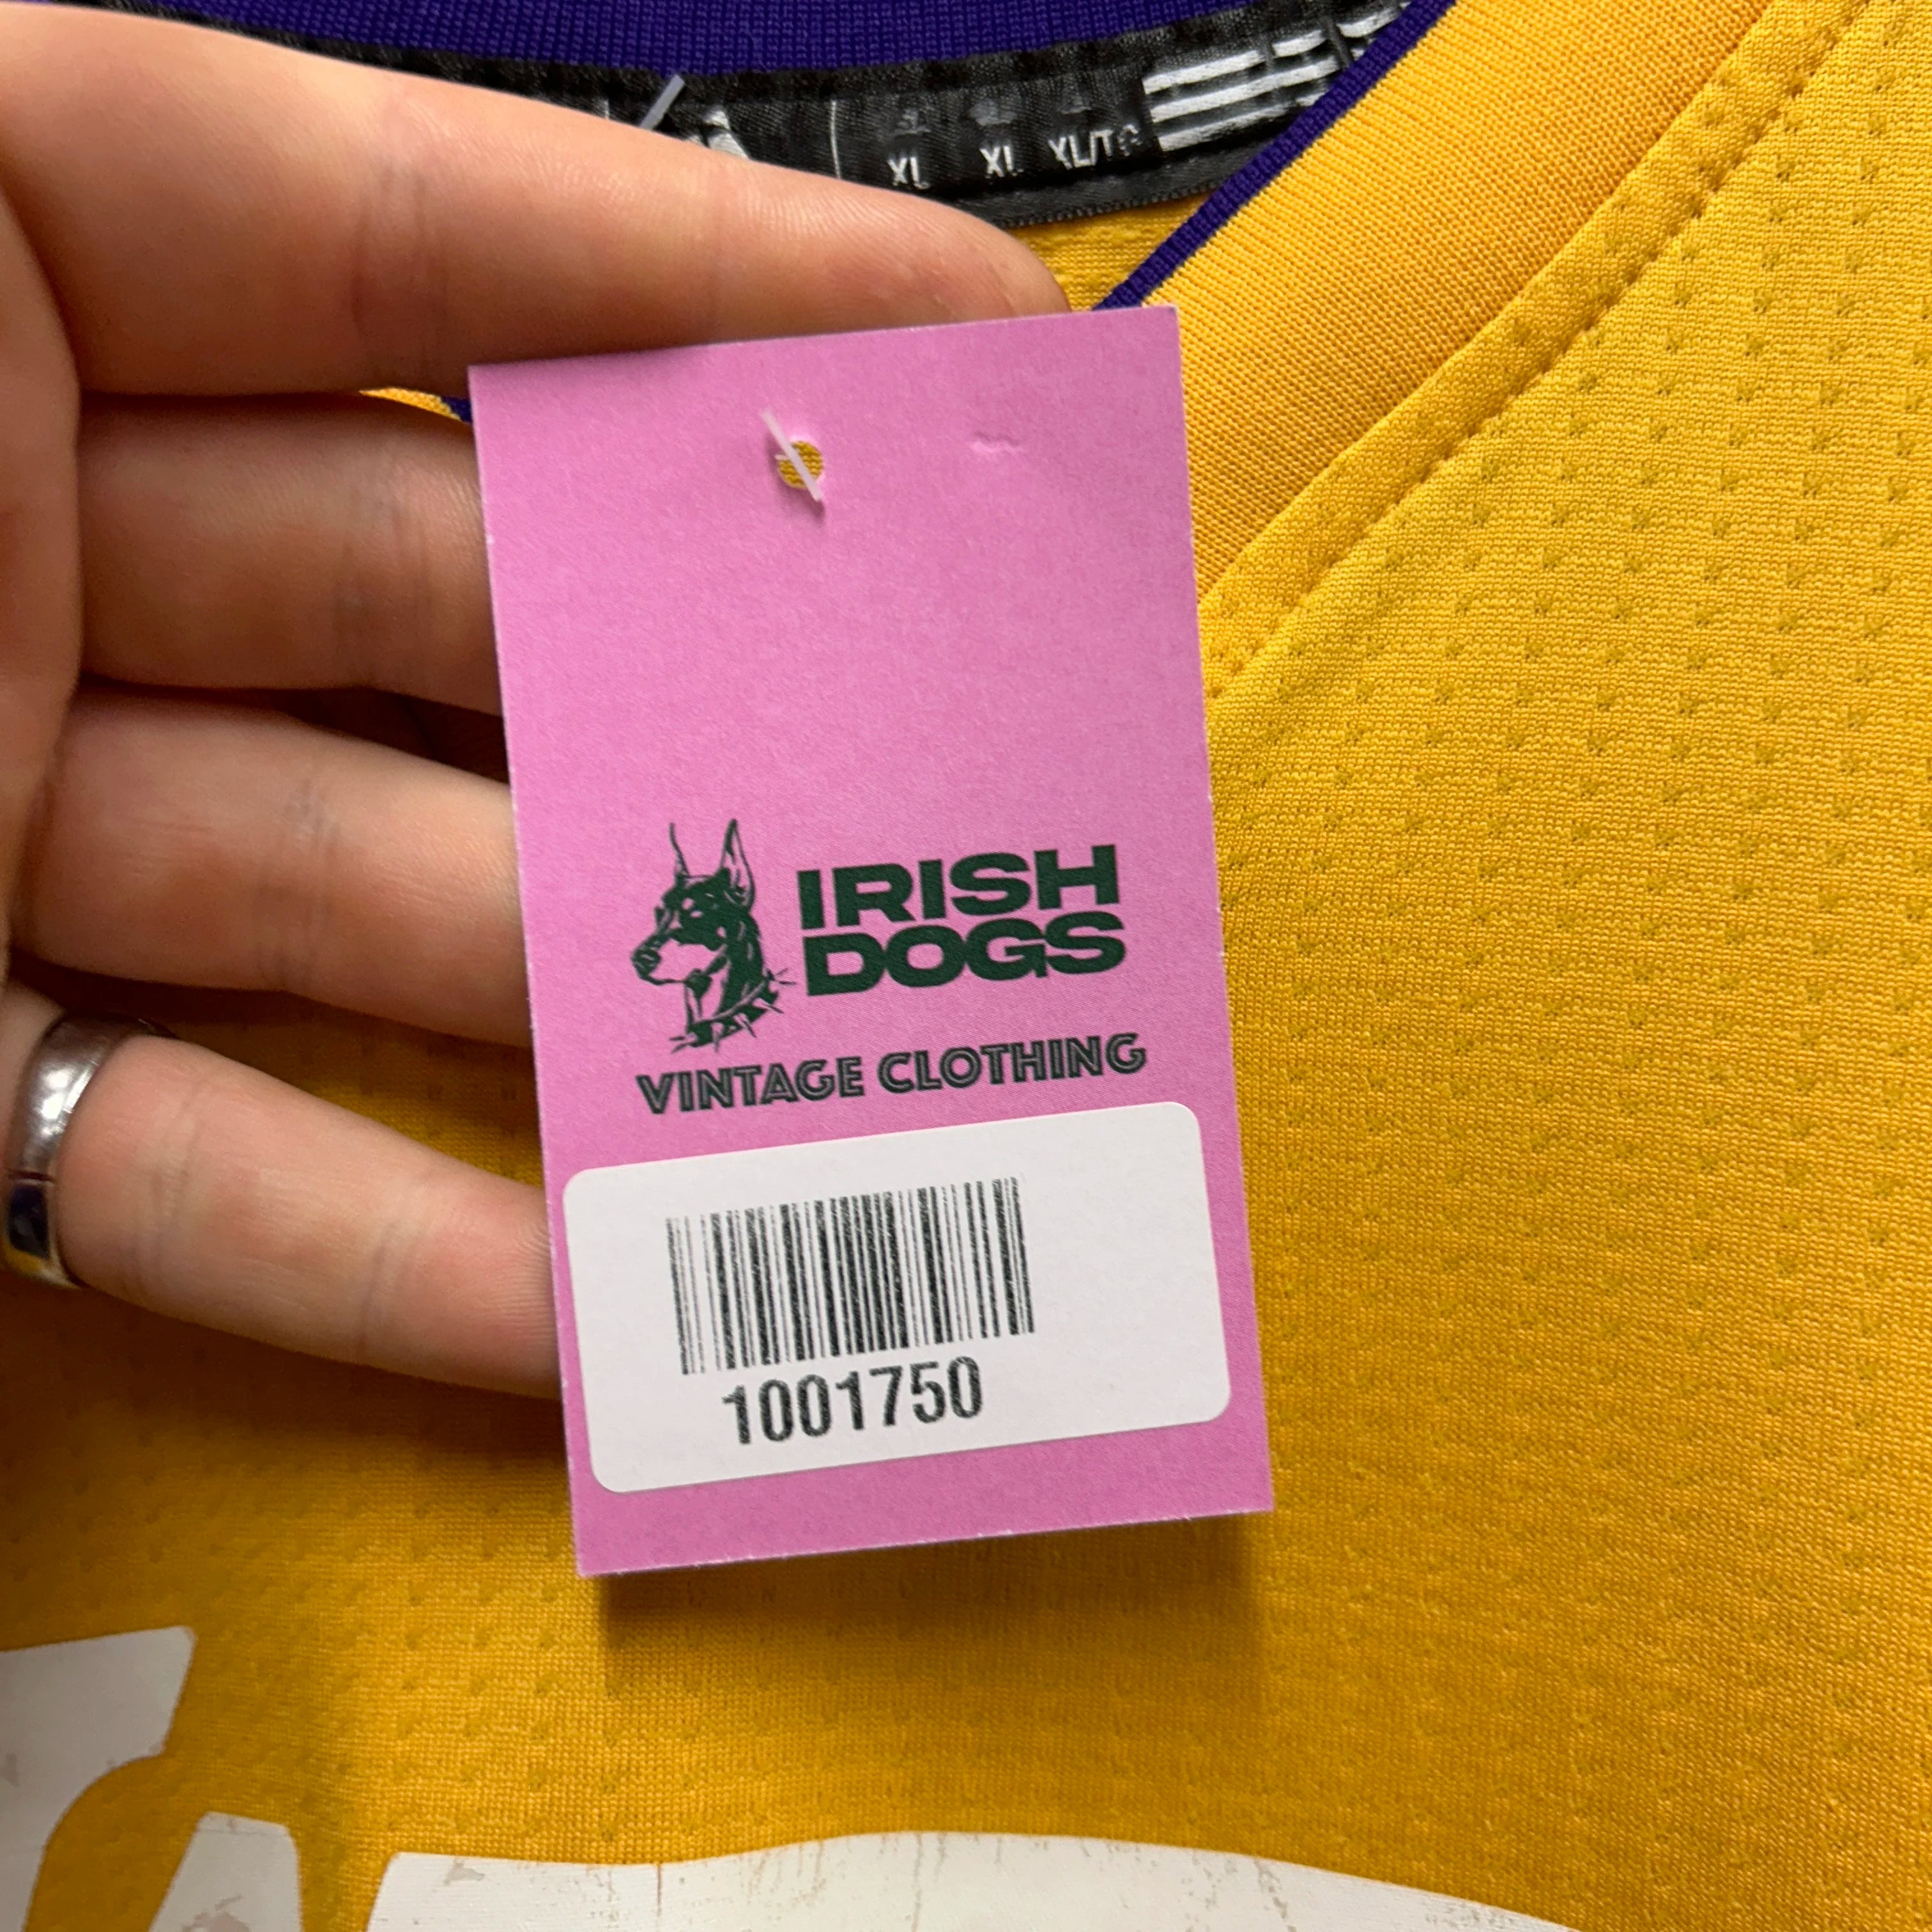 XL XL XL/TG
IRISH
DOGS
VINTAGE CLOTHING
1001750